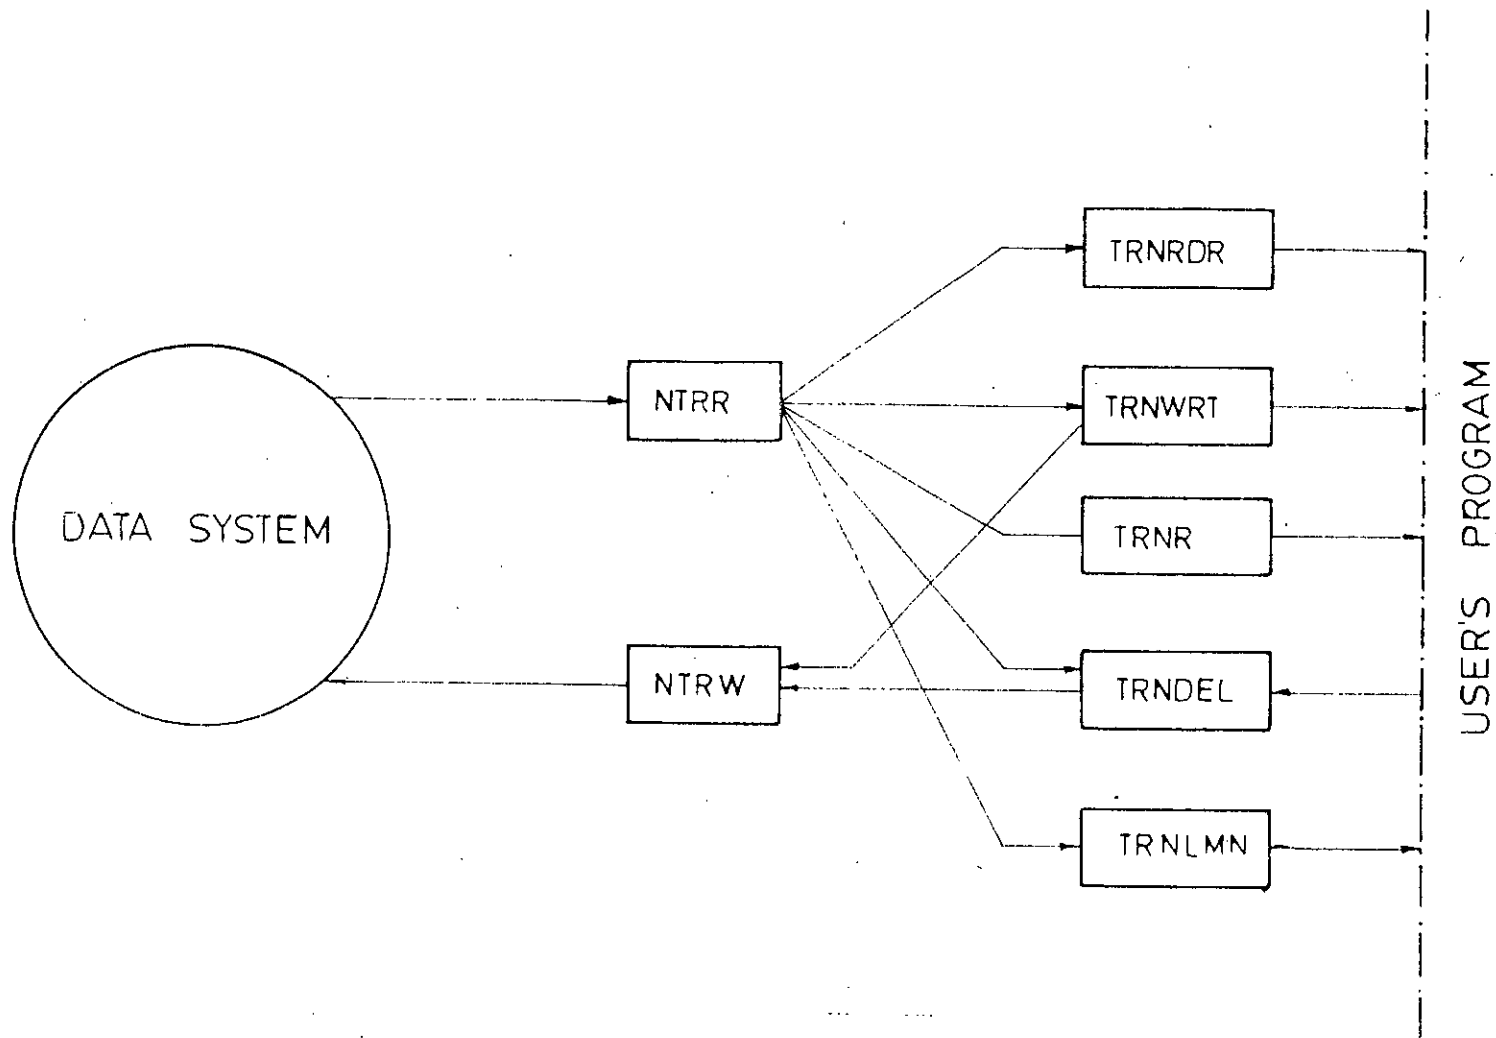 TRNRDR
NTRR
TRNWRT
DATA SYSTEM
TRNR
NTRW
TRNDEL
TRNLMN
USER'S PROGRAM